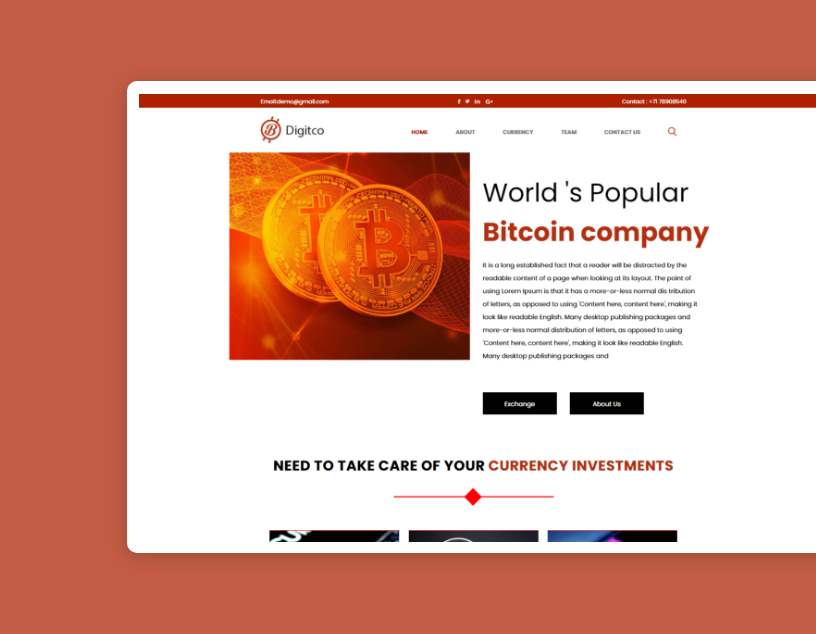 Email:demo@gmail.com
Contact : +71 78908540
Digitco
HOME ABOUT CURRENCY TEAM CONTACT US
World 's Popular
Bitcoin company
It is a long established fact that a reader will be distracted by the
readable content of a page when looking at its loyout. The point of
using Lorem Ipsum is that it has a more-or-less normal dis tribution
of letters, as opposed to using 'Content here, content here', making it
look like readable English. Many desktop publishing packages and
more-or-less normal distribution of letters, as opposed to using
'Content here, content here', making it look like readable English.
Many desktop publishing packages and
Exchange About Us
NEED TO TAKE CARE OF YOUR CURRENCY INVESTMENTS